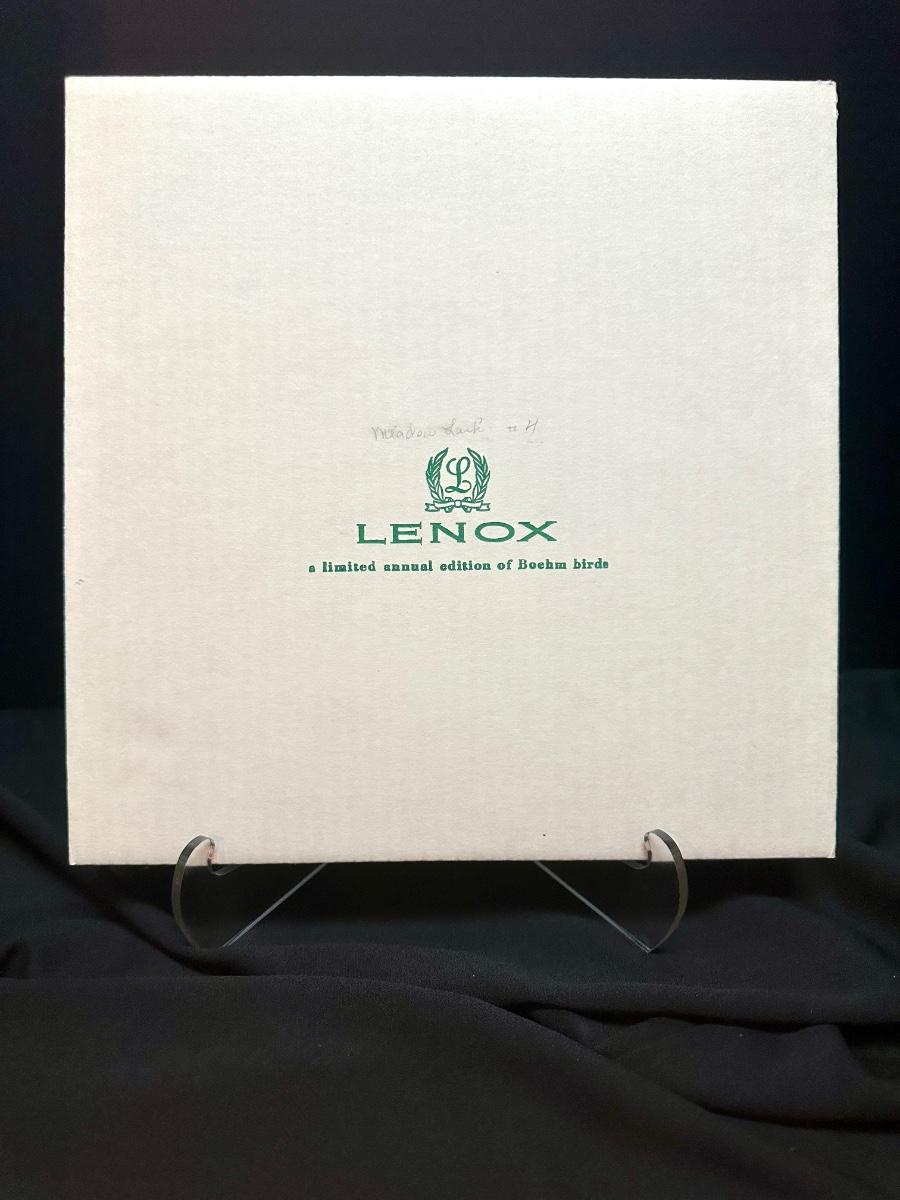 Meadow Lark #4
L
LENOX
a limited annual edition of Boehm birds